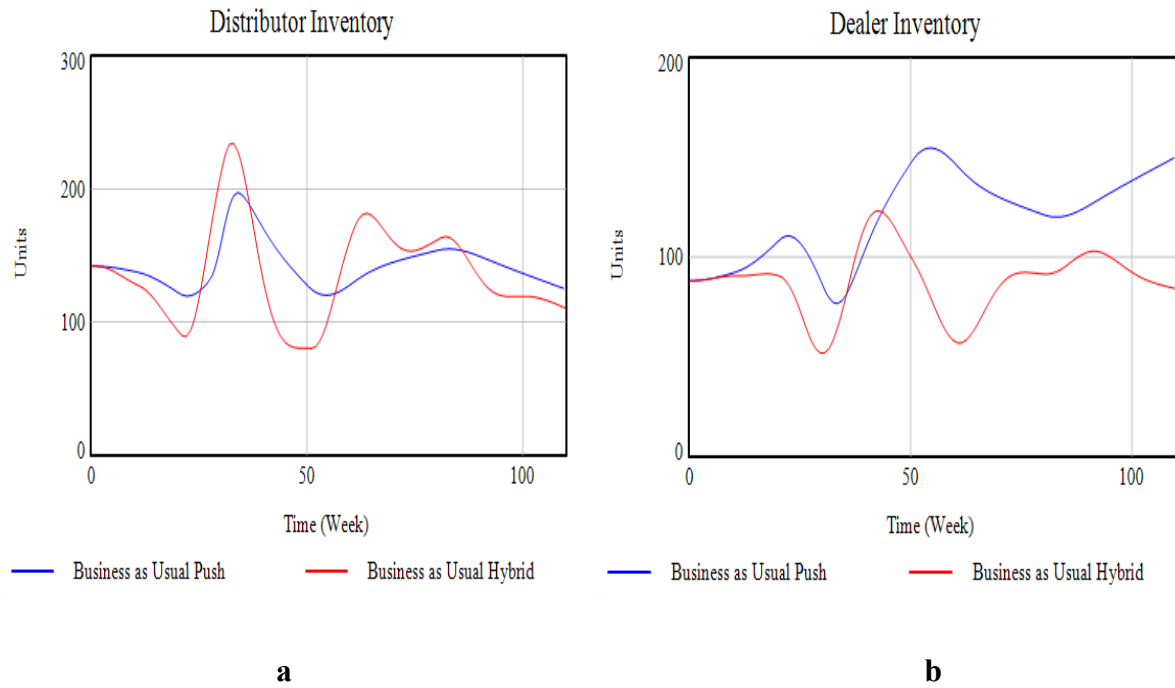 Distributor Inventory
300
200
100
0
Units
0 50 100
Time (Week)
Business as Usual Push Business as Usual Hybrid
a
Dealer Inventory
200
100
0
Units
0 50 100
Time (Week)
Business as Usual Push Business as Usual Hybrid
b